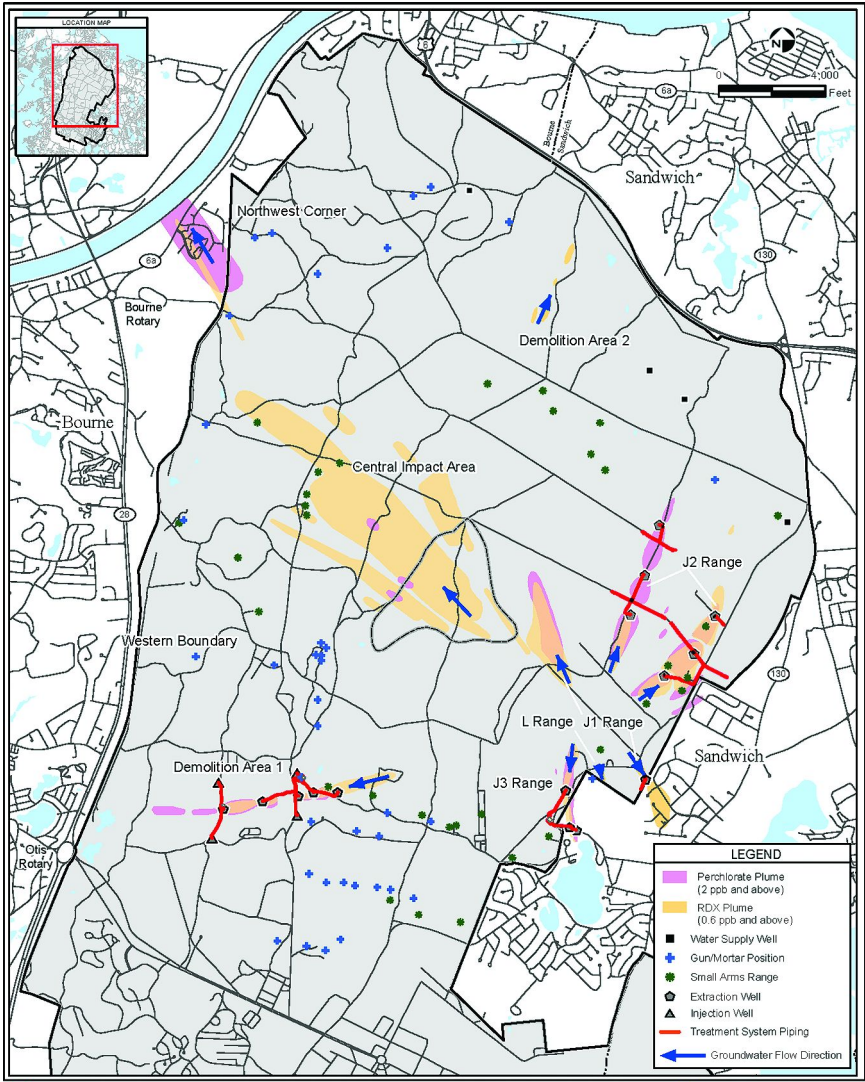 LOCATION MAP
6
N
0 4,000
Feet
6a
Bourne
Sandwich
Sandwich
Northwest Corner
6a
130
Bourne
Rotary
Demolition Area 2
Bourne
Central Impact Area
28
J2 Range
Western Boundary
130
L Range
J1 Range
Sandwich
Demolition Area 1
J3 Range
Otis
Rotary
LEGEND
Perchlorate Plume
(2 ppb and above)
RDX Plume
(0.6 ppb and above)
Water Supply Well
Gun/Mortar Position
Small Arms Range
Extraction Well
Injection Well
Treatment System Piping
Groundwater Flow Direction